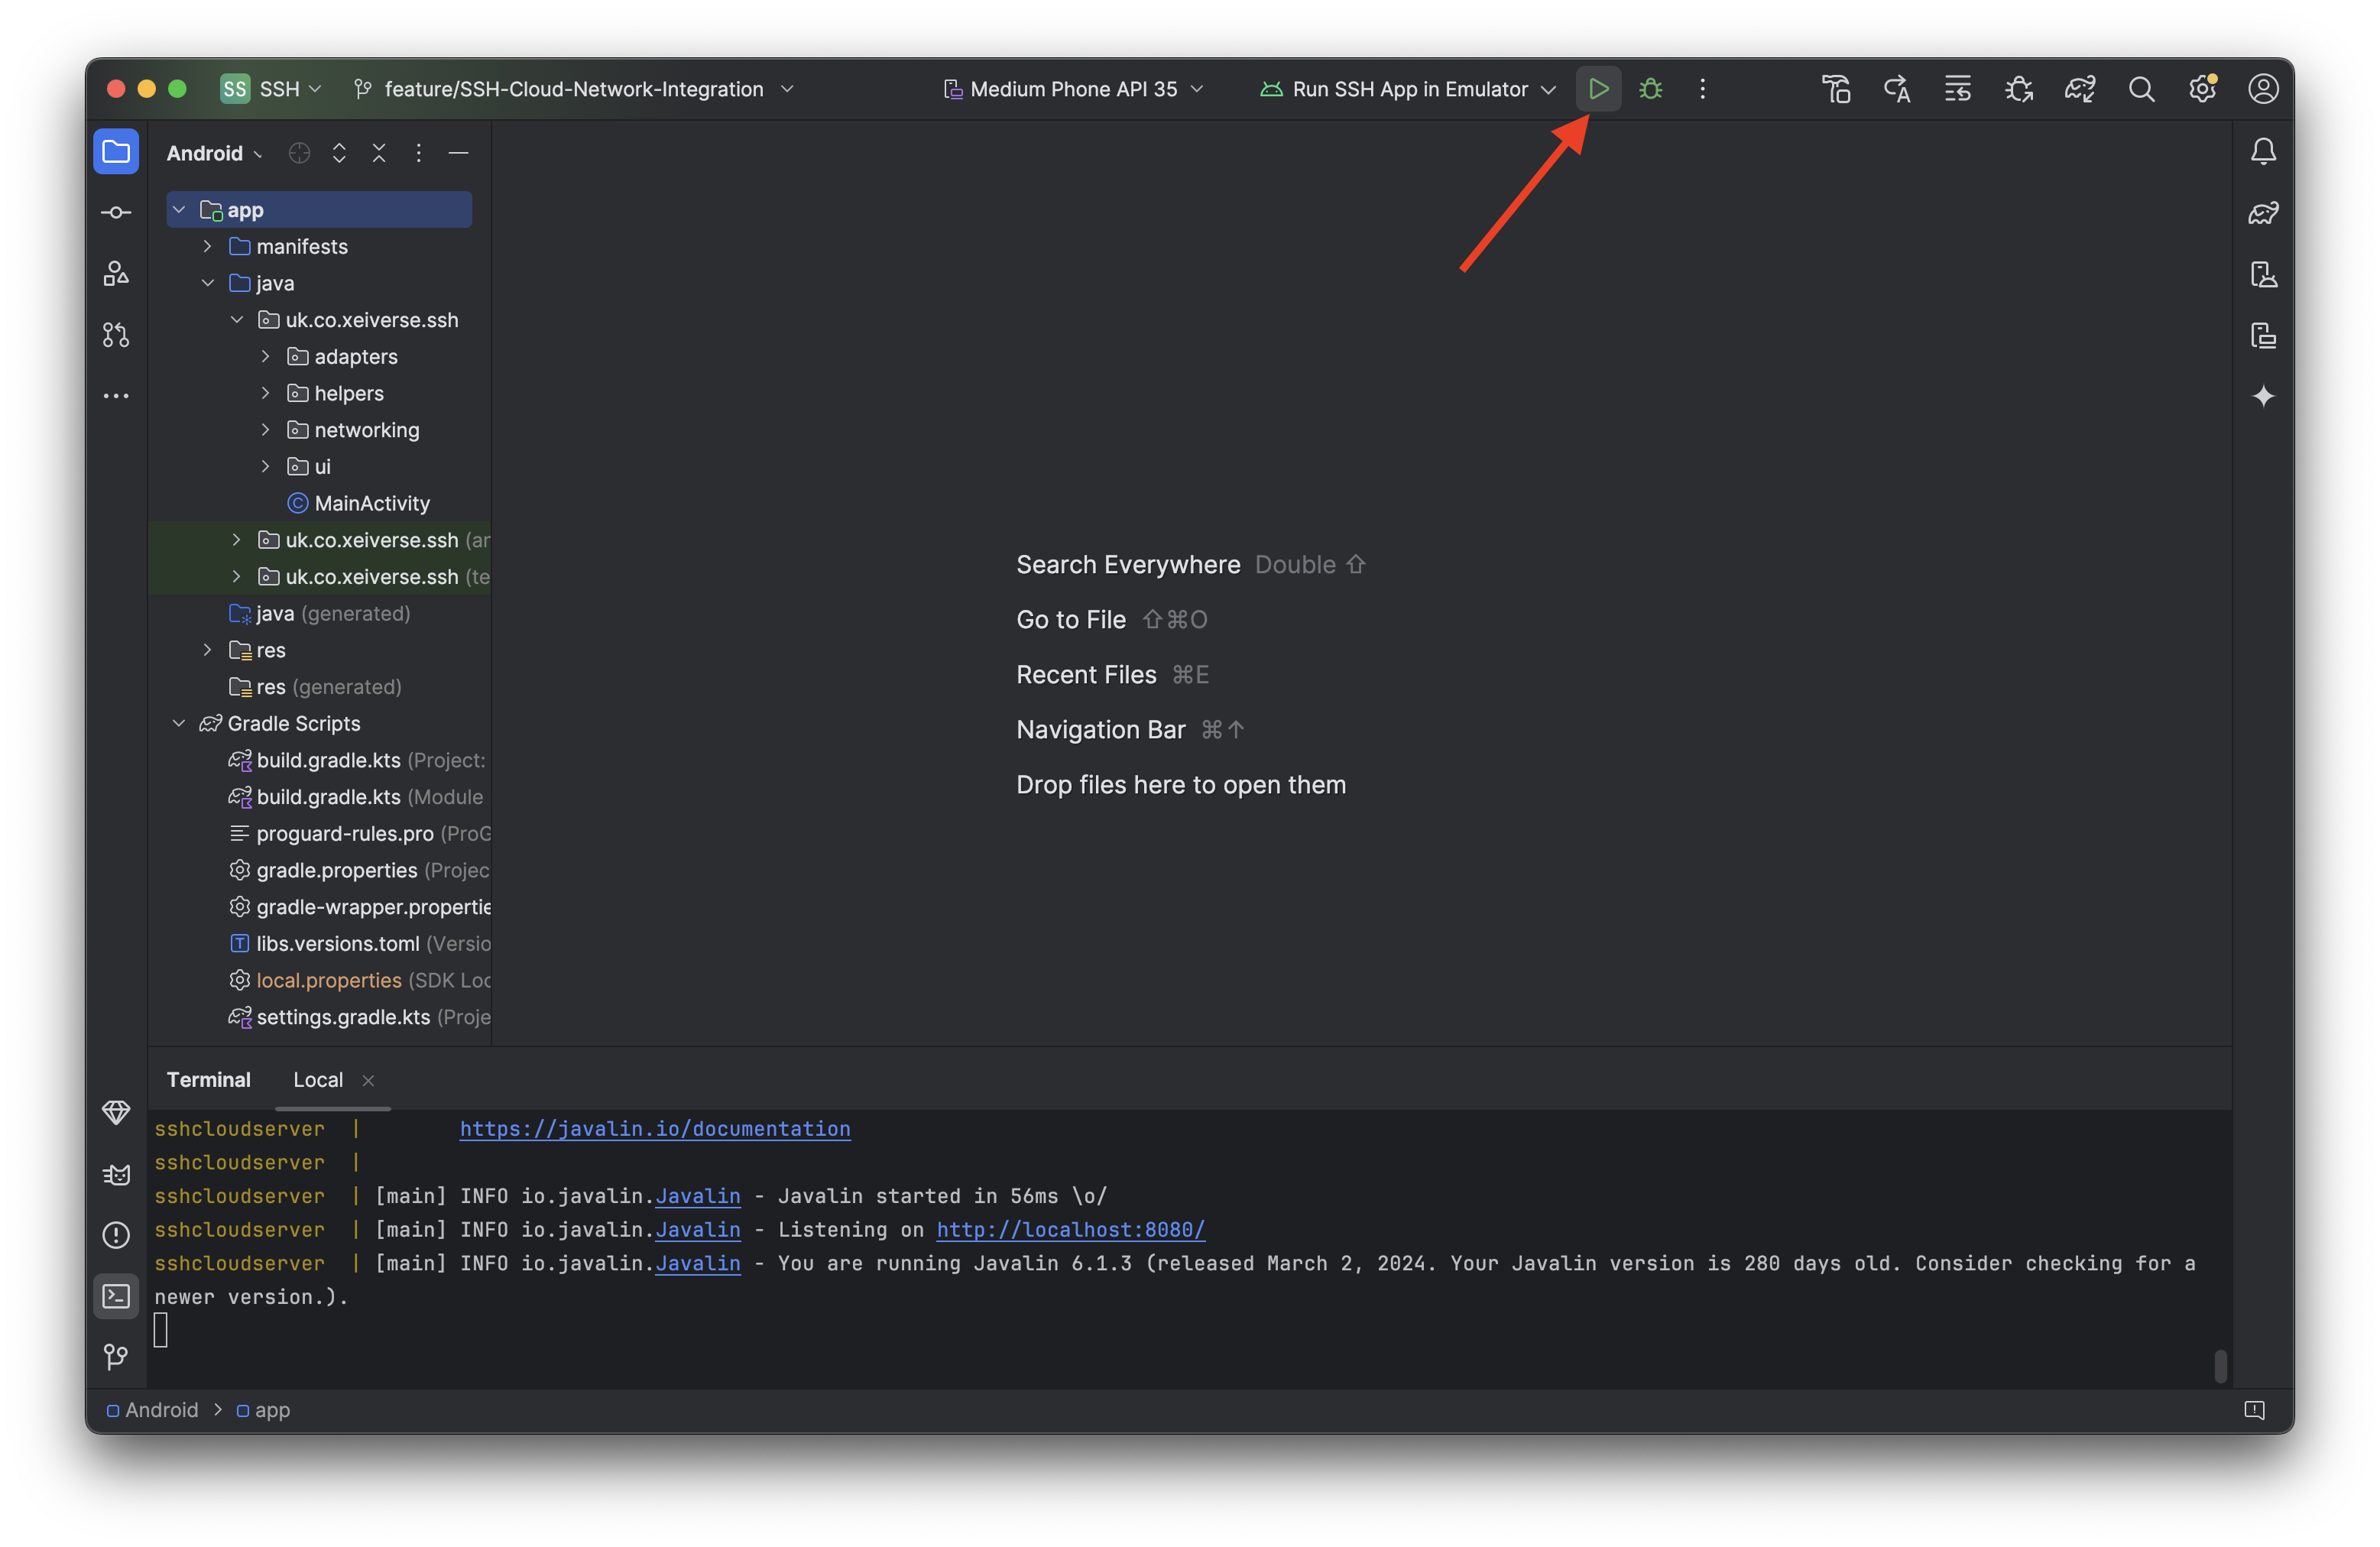 SS SSH feature/SSH-Cloud-Network-Integration Medium Phone API 35 Run SSH App in Emulator
Android
app
manifests
java
uk.co.xeiverse.ssh
adapters
helpers
networking
ui
MainActivity
uk.co.xeiverse.ssh (ar
uk.co.xeiverse.ssh (te
java (generated)
res
res (generated)
Gradle Scripts
build.gradle.kts (Project:
build.gradle.kts (Module
proguard-rules.pro (ProG
gradle.properties (Projec
gradle-wrapper.propertie
libs.versions.toml (Versio
local.properties (SDK Loc
settings.gradle.kts (Proje
Search Everywhere Double ⇧
Go to File ⇧⌘O
Recent Files ⌘E
Navigation Bar ⌘↑
Drop files here to open them
Terminal Local
sshcloudserver | https://javalin.io/documentation
sshcloudserver |
sshcloudserver | [main] INFO io.javalin.Javalin - Javalin started in 56ms \o/
sshcloudserver | [main] INFO io.javalin.Javalin - Listening on http://localhost:8080/
sshcloudserver | [main] INFO io.javalin.Javalin - You are running Javalin 6.1.3 (released March 2, 2024. Your Javalin version is 280 days old. Consider checking for a
newer version.).
Android > app